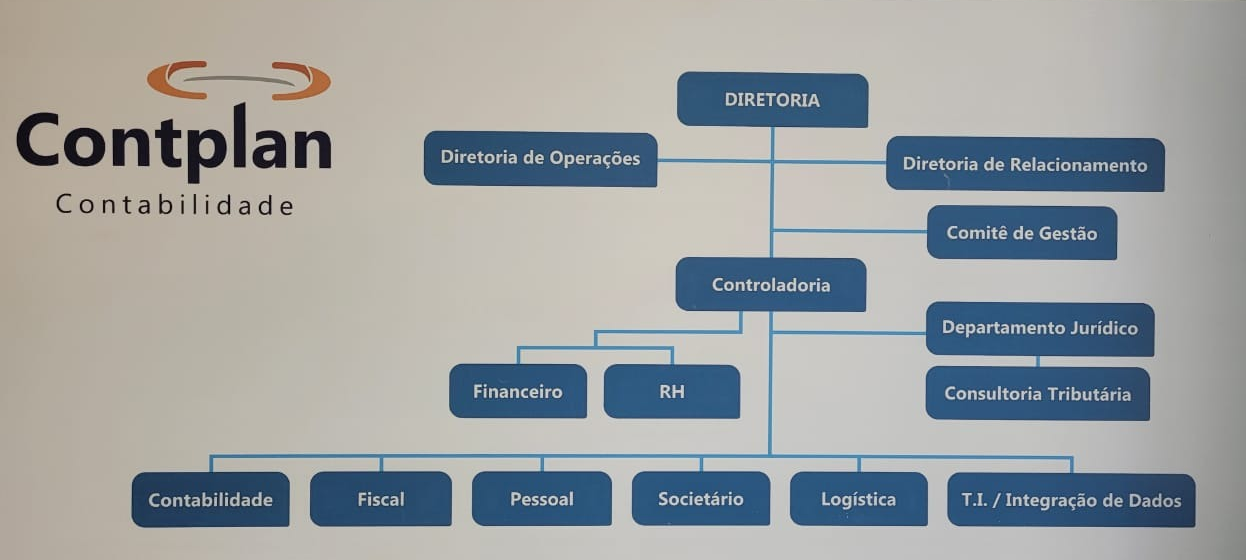 Contplan
Contabilidade
DIRETORIA
Diretoria de Operações
Diretoria de Relacionamento
Comitê de Gestão
Controladoria
Departamento Jurídico
Financeiro
RH
Consultoria Tributária
Contabilidade
Fiscal
Pessoal
Societário
Logística
T.I. / Integração de Dados